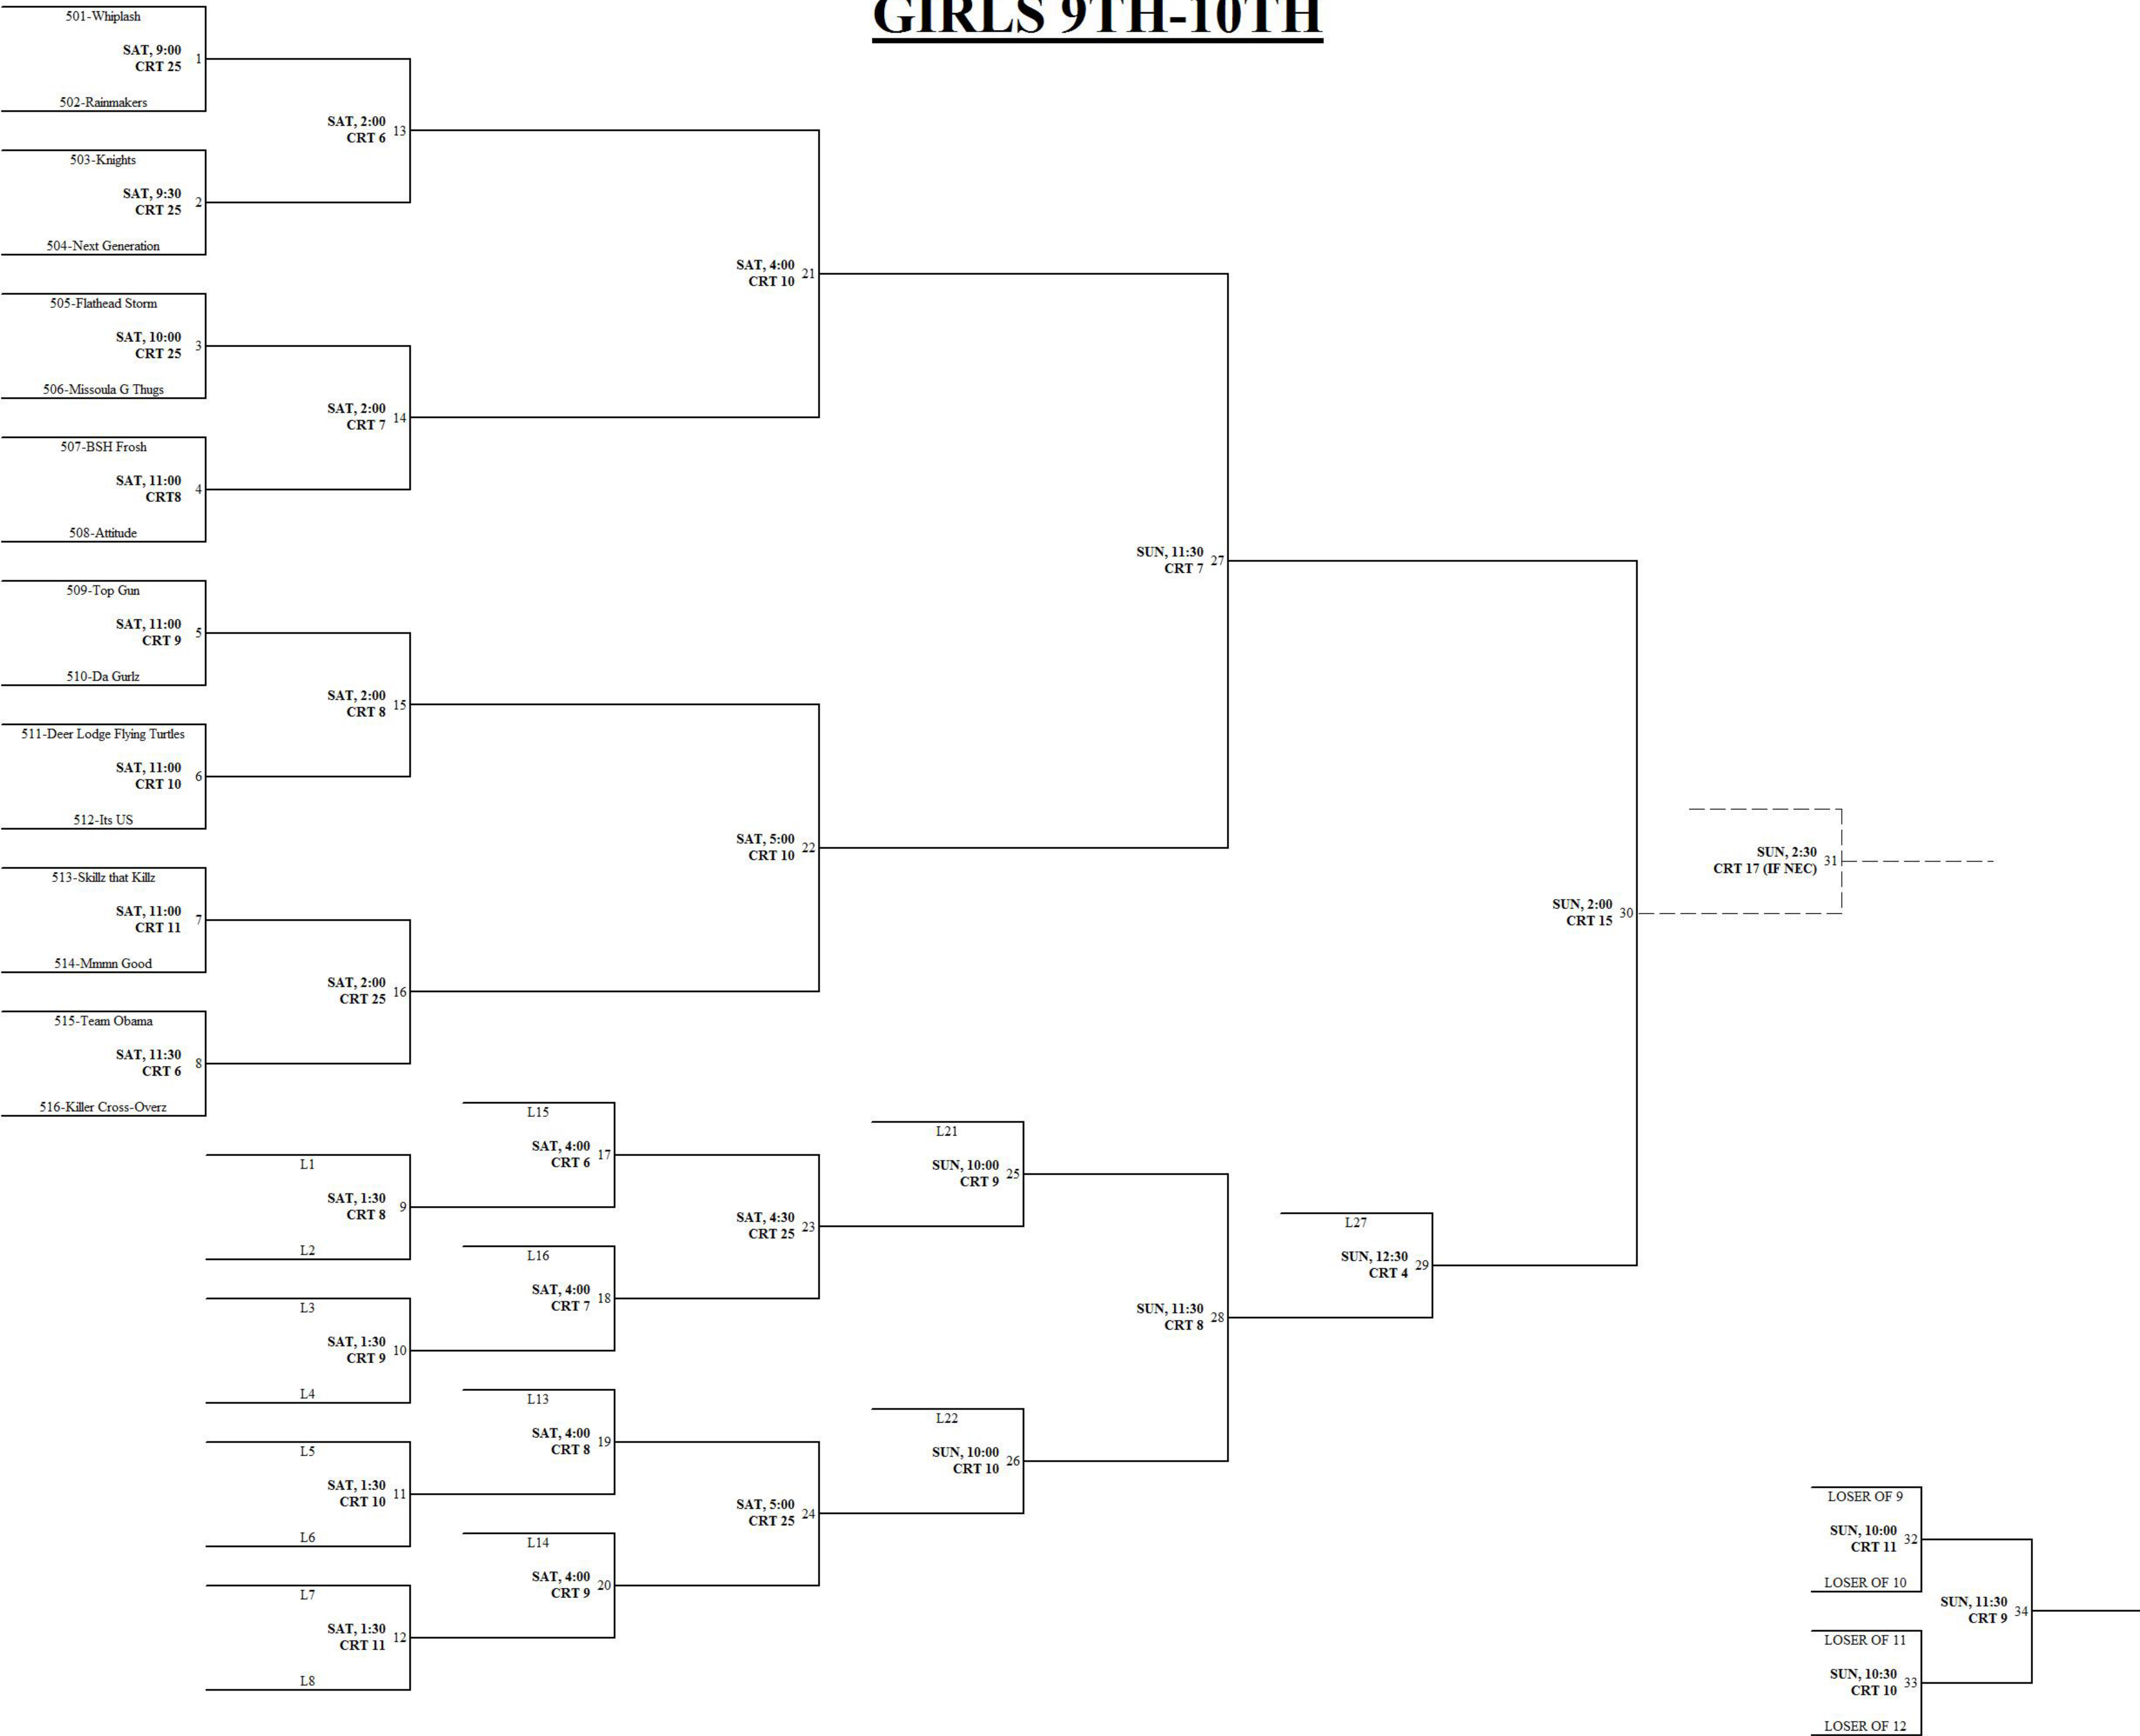 GIRLS 9TH-10TH
501-Whiplash
SAT, 9:00
CRT 25
1
502-Rainmakers
503-Knights
SAT, 9:30
CRT 25
2
504-Next Generation
505-Flathead Storm
SAT, 10:00
CRT 25
3
506-Missoula G Thugs
507-BSH Frosh
SAT, 11:00
CRT8
4
508-Attitude
509-Top Gun
SAT, 11:00
CRT 9
5
510-Da Gurlz
511-Deer Lodge Flying Turtles
SAT, 11:00
CRT 10
6
512-Its US
513-Skillz that Killz
SAT, 11:00
CRT 11
7
514-Mmmn Good
515-Team Obama
SAT, 11:30
CRT 6
8
516-Killer Cross-Overz
SAT, 2:00
CRT 6
13
SAT, 2:00
CRT 7
14
SAT, 2:00
CRT 8
15
SAT, 2:00
CRT 25
16
SAT, 4:00
CRT 10
21
SAT, 5:00
CRT 10
22
SUN, 11:30
CRT 7
27
SUN, 2:00
CRT 15
30
SUN, 2:30
CRT 17 (IF NEC)
31
L1
SAT, 1:30
CRT 8
9
L2
L3
SAT, 1:30
CRT 9
10
L4
L5
SAT, 1:30
CRT 10
11
L6
L7
SAT, 1:30
CRT 11
12
L8
L15
SAT, 4:00
CRT 6
17
L16
SAT, 4:00
CRT 7
18
L13
SAT, 4:00
CRT 8
19
L14
SAT, 4:00
CRT 9
20
SAT, 4:30
CRT 25
23
SAT, 5:00
CRT 25
24
L21
SUN, 10:00
CRT 9
25
L22
SUN, 10:00
CRT 10
26
SUN, 11:30
CRT 8
28
L27
SUN, 12:30
CRT 4
29
LOSER OF 9
SUN, 10:00
CRT 11
32
LOSER OF 10
SUN, 11:30
CRT 9
34
LOSER OF 11
SUN, 10:30
CRT 10
33
LOSER OF 12